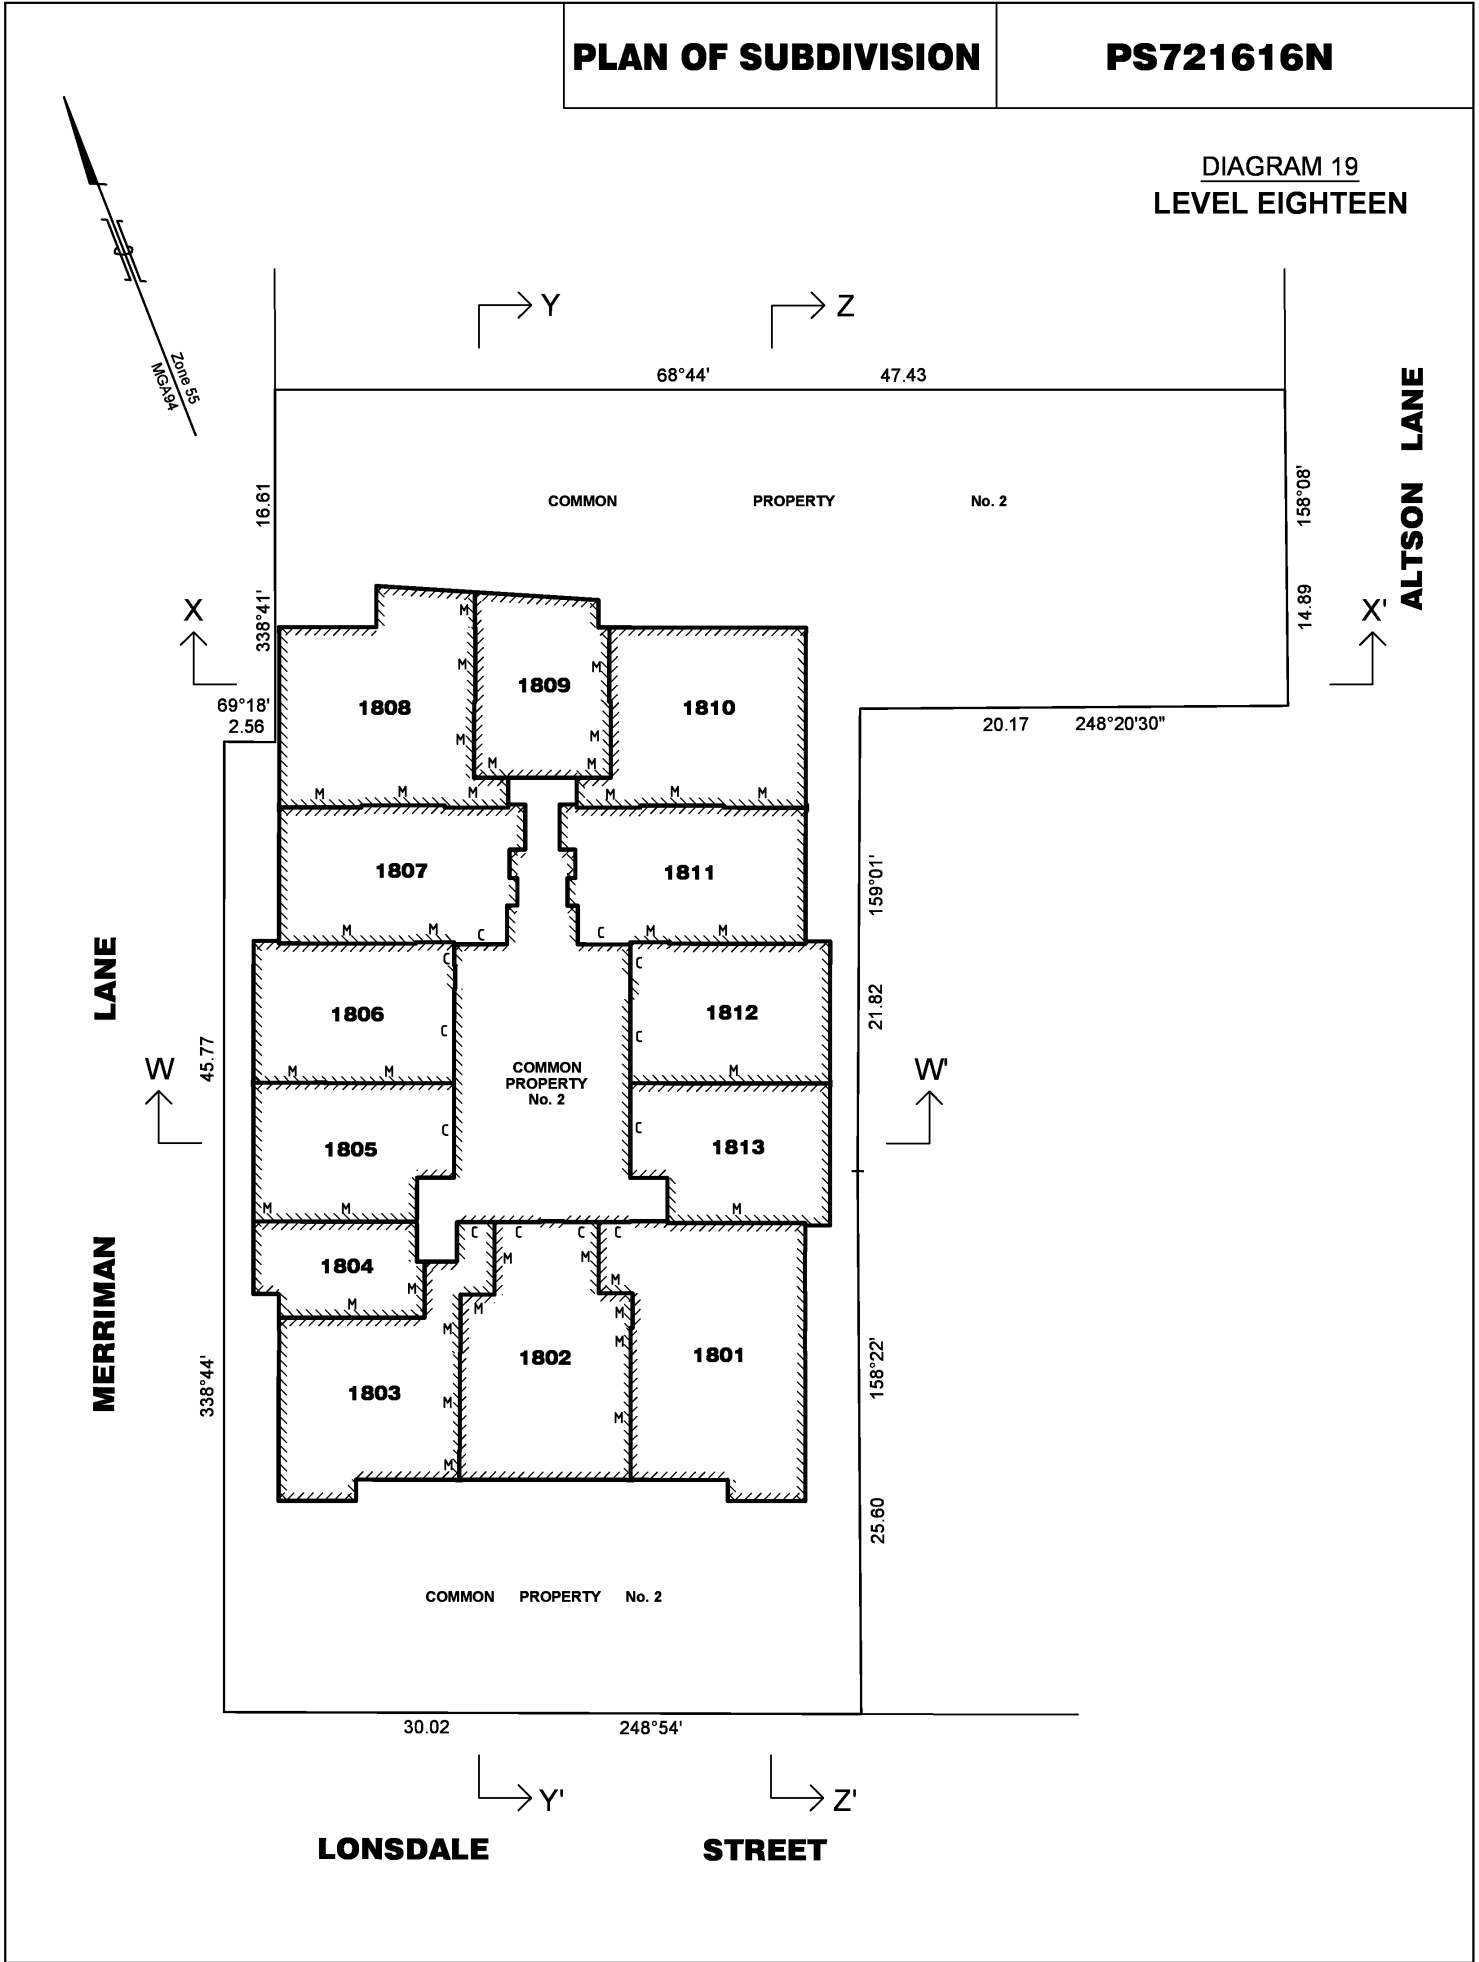 PLAN OF SUBDIVISION
PS721616N
DIAGRAM 19
LEVEL EIGHTEEN
Zone 55
MGA94
Y
Z
68°44'
47.43
ALTSON LANE
158°08'
14.89
16.61
338°41'
COMMON PROPERTY No. 2
X
X'
69°18'
2.56
20.17
248°20'30"
M
M
M
M
M
M
M
M
M
M
M
M
M
M
1808
1809
1810
1807
1811
M
M
C
C
M
M
159°01'
21.82
C
C
C
C
1806
1812
M
M
M
MERRIMAN LANE
45.77
338°44'
W
W'
COMMON
PROPERTY
No. 2
C
C
1805
1813
M
M
M
C
C
C
C
M
M
1804
M
M
M
M
M
M
M
M
M
M
M
1803
1802
1801
158°22'
25.60
COMMON PROPERTY No. 2
30.02
248°54'
Y'
Z'
LONSDALE STREET